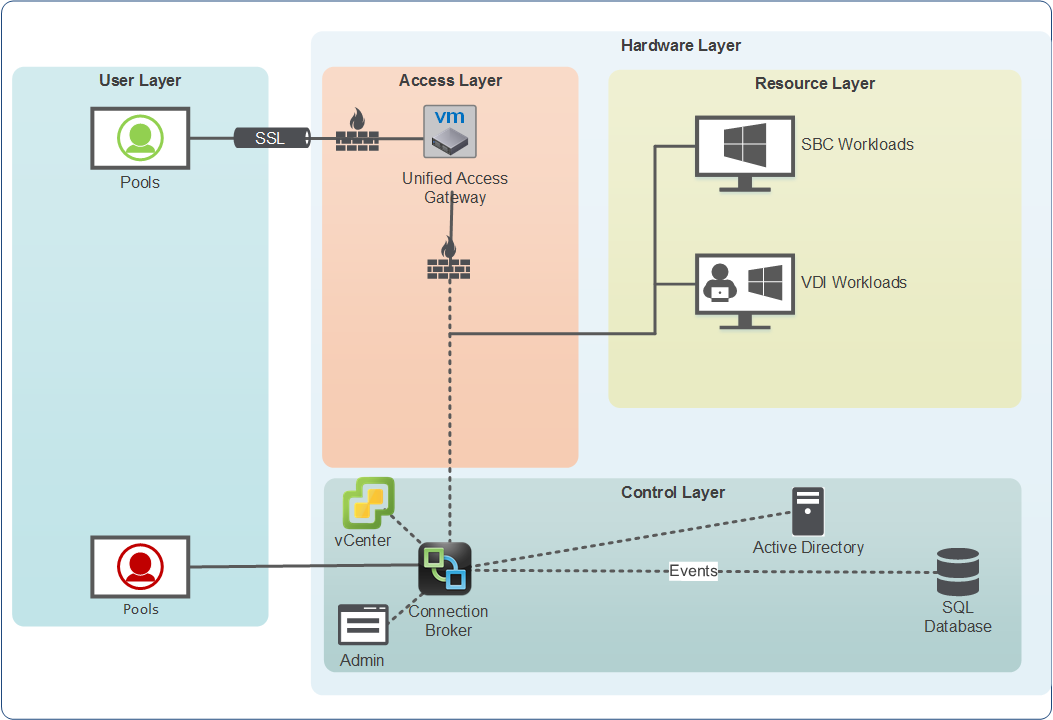 Hardware Layer
User Layer
Access Layer
Resource Layer
vm
SSL
SBC Workloads
Pools
Unified Access
Gateway
VDI Workloads
Control Layer
vCenter
Active Directory
Events
Pools
Connection
Broker
SQL
Database
Admin